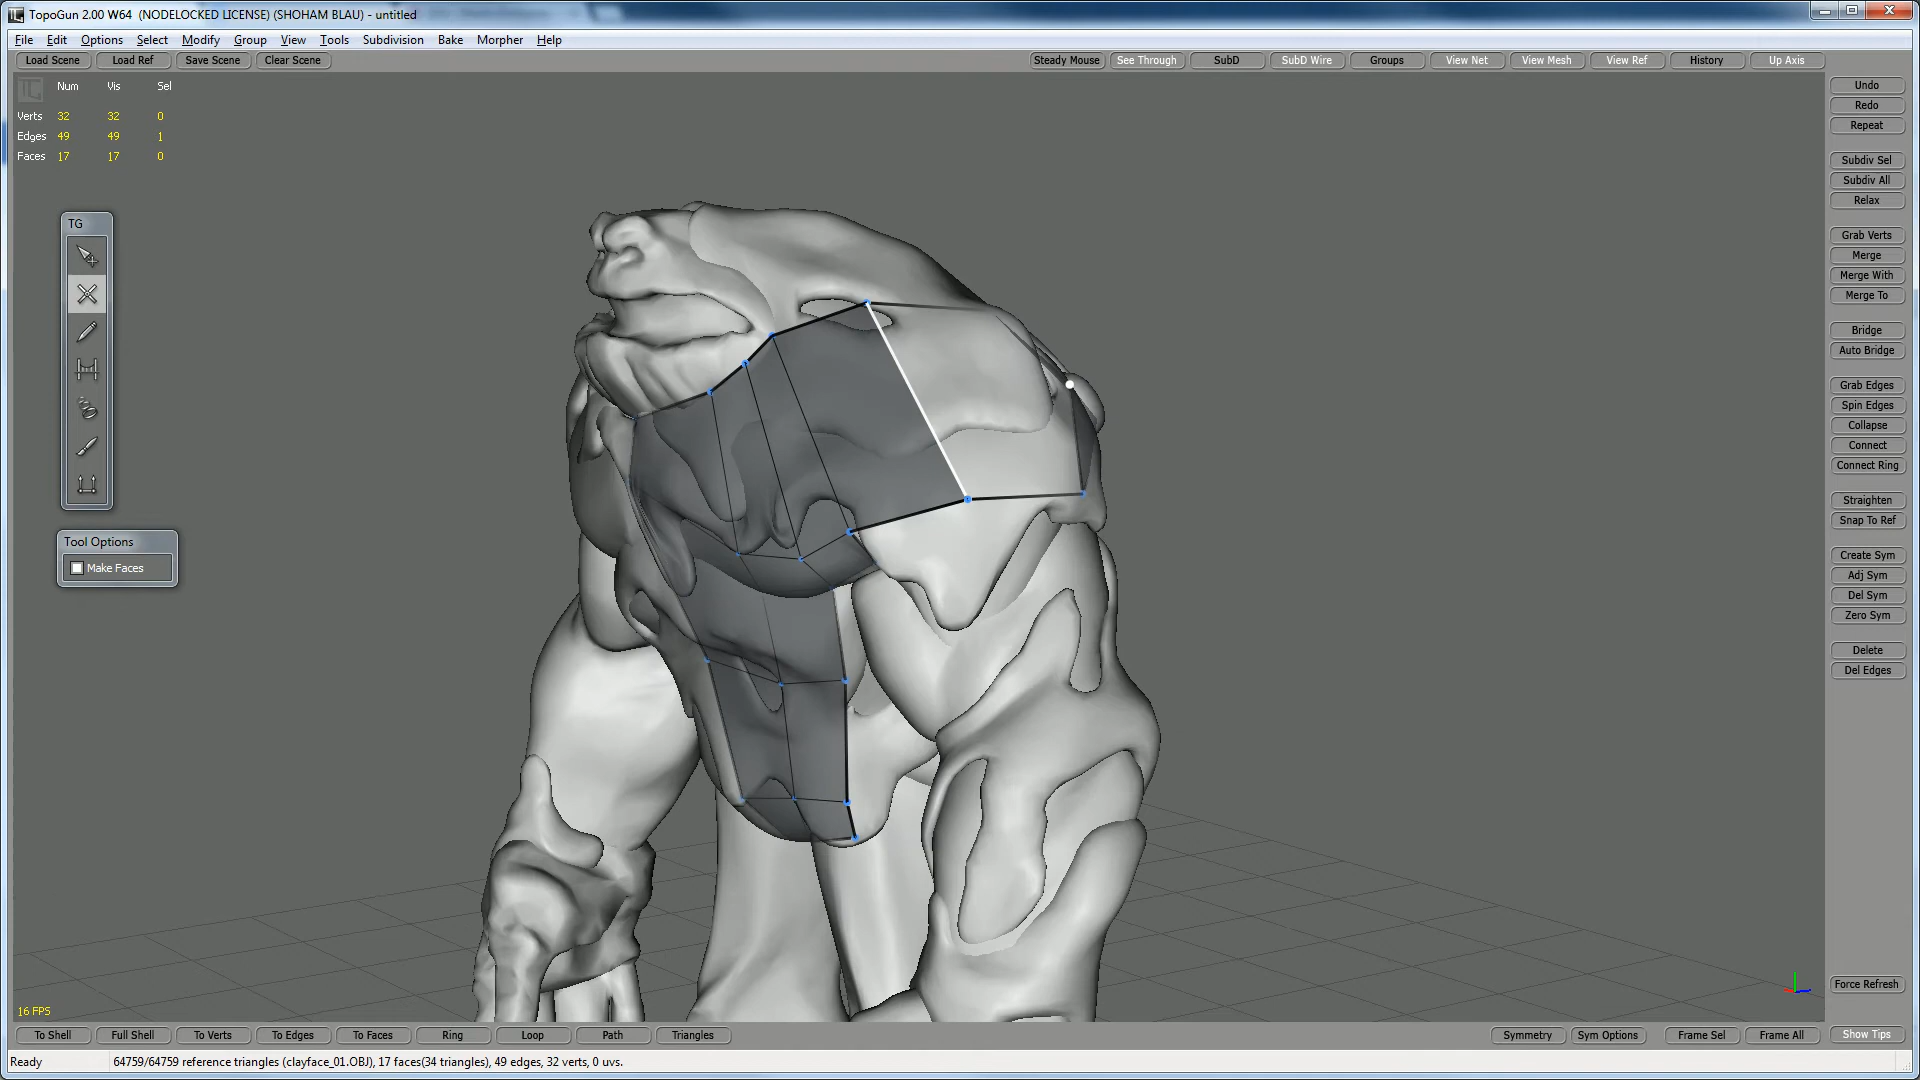 TopoGun 2.00 W64 (NODELOCKED LICENSE) (SHOHAM BLAU) - untitled
File Edit Options Select Modify Group View Tools Subdivision Bake Morpher Help
Load Scene Load Ref Save Scene Clear Scene Steady Mouse See Through SubD SubD Wire Groups View Net View Mesh View Ref History Up Axis
Num Vis Sel
Verts 32 32 0
Edges 49 49 1
Faces 17 17 0
TG
Tool Options
Make Faces
Undo
Redo
Repeat
Subdiv Sel
Subdiv All
Relax
Grab Verts
Merge
Merge With
Merge To
Bridge
Auto Bridge
Grab Edges
Spin Edges
Collapse
Connect
Connect Ring
Straighten
Snap To Ref
Create Sym
Adj Sym
Del Sym
Zero Sym
Delete
Del Edges
Force Refresh
16 FPS
To Shell Full Shell To Verts To Edges To Faces Ring Loop Path Triangles Symmetry Sym Options Frame Sel Frame All Show Tips
Ready 64759/64759 reference triangles (clayface_01.OBJ), 17 faces(34 triangles), 49 edges, 32 verts, 0 uvs.